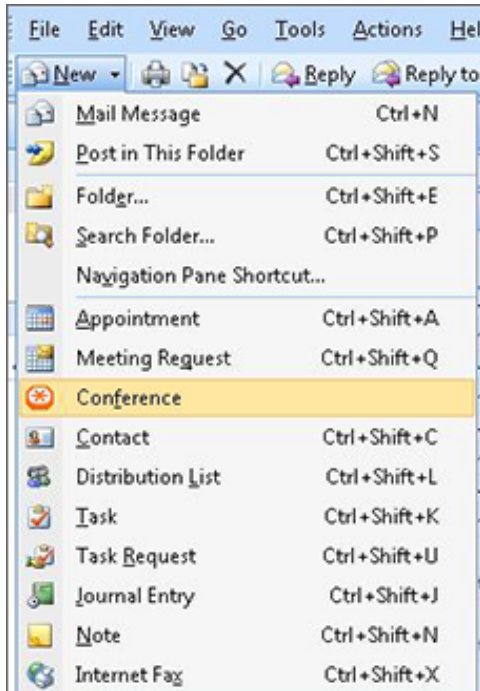 File Edit View Go Tools Actions Hel
New Reply Reply to
Mail Message Ctrl+N
Post in This Folder Ctrl+Shift+S
Folder... Ctrl+Shift+E
Search Folder... Ctrl+Shift+P
Navigation Pane Shortcut...
Appointment Ctrl+Shift+A
Meeting Request Ctrl+Shift+Q
Conference
Contact Ctrl+Shift+C
Distribution List Ctrl+Shift+L
Task Ctrl+Shift+K
Task Request Ctrl+Shift+U
Journal Entry Ctrl+Shift+J
Note Ctrl+Shift+N
Internet Fax Ctrl+Shift+X